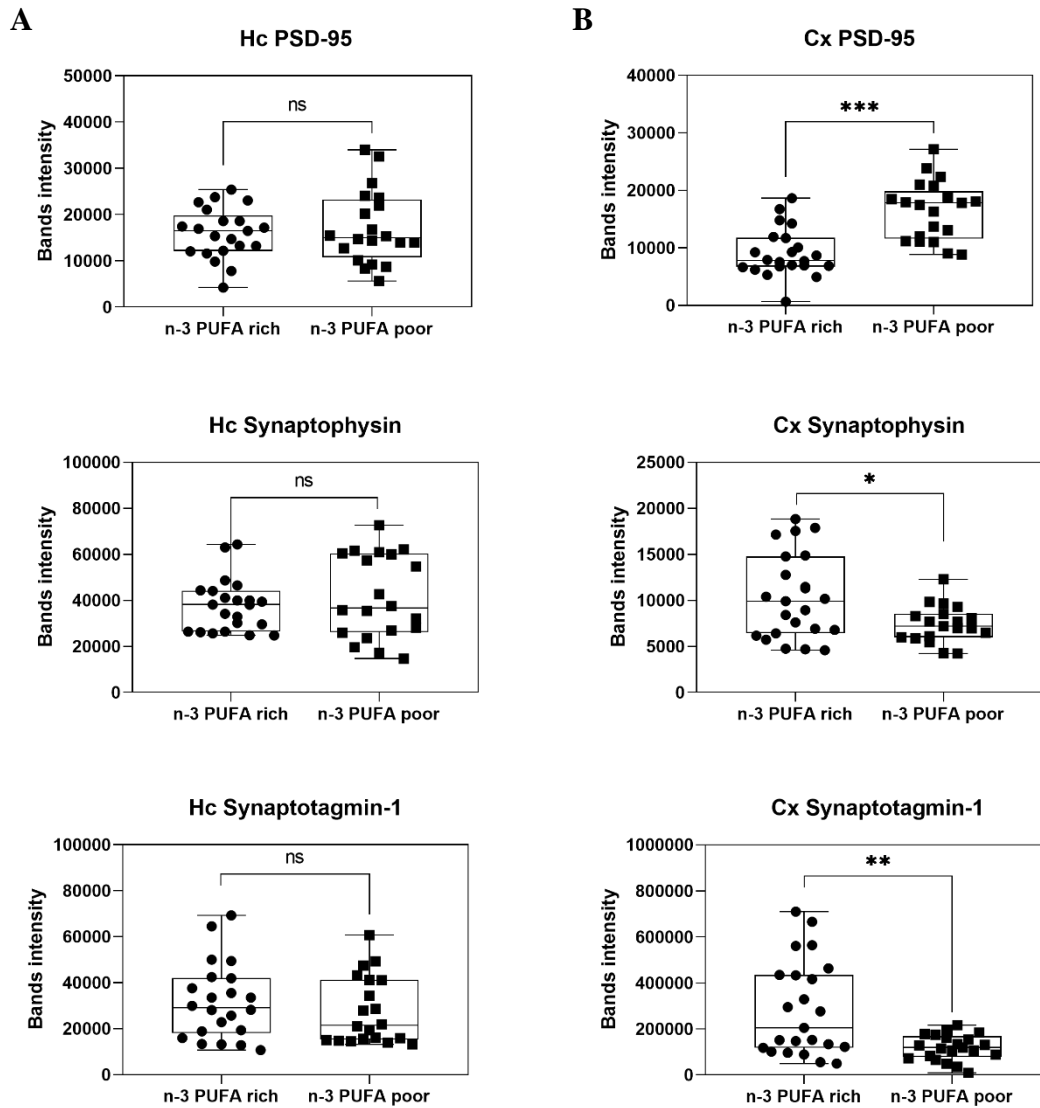 A
B
Hc PSD-95
Bands intensity
50000
40000
30000
20000
10000
0
ns
n-3 PUFA rich
n-3 PUFA poor
Cx PSD-95
Bands intensity
40000
30000
20000
10000
0
***
n-3 PUFA rich
n-3 PUFA poor
Hc Synaptophysin
Bands intensity
100000
80000
60000
40000
20000
0
ns
n-3 PUFA rich
n-3 PUFA poor
Cx Synaptophysin
Bands intensity
25000
20000
15000
10000
5000
0
*
n-3 PUFA rich
n-3 PUFA poor
Hc Synaptotagmin-1
Bands intensity
100000
80000
60000
40000
20000
0
ns
n-3 PUFA rich
n-3 PUFA poor
Cx Synaptotagmin-1
Bands intensity
1000000
800000
600000
400000
200000
0
**
n-3 PUFA rich
n-3 PUFA poor